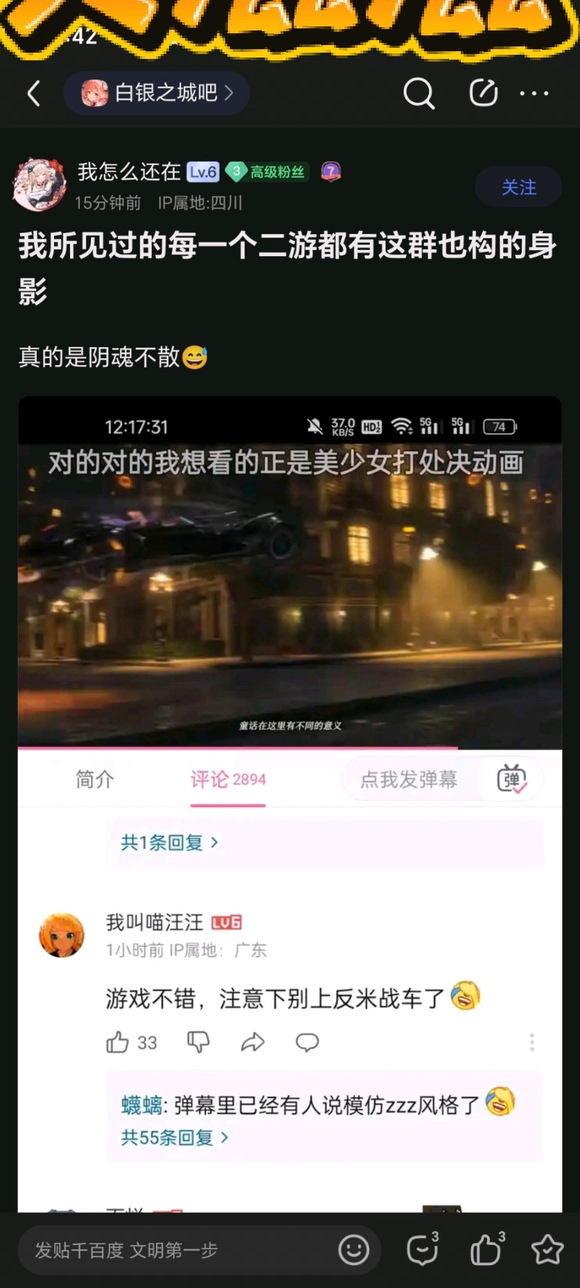 :42
白银之城吧
我怎么还在 Lv.6 3 高级粉丝 7
15分钟前 IP属地:四川
关注
我所见过的每一个二游都有这群也构的身
影
真的是阴魂不散😅
12:17:31 37.0 KB/S HD 5G 5G 74
对的对的我想看的正是美少女打处决动画
童话在这里有不同的意义
简介 评论 2894 点我发弹幕 弹
共1条回复
我叫喵汪汪 LV6
1小时前 IP属地：广东
游戏不错，注意下别上反米战车了
33
蠛螭: 弹幕里已经有人说模仿zzz风格了
共55条回复
发贴千百度 文明第一步 3 3